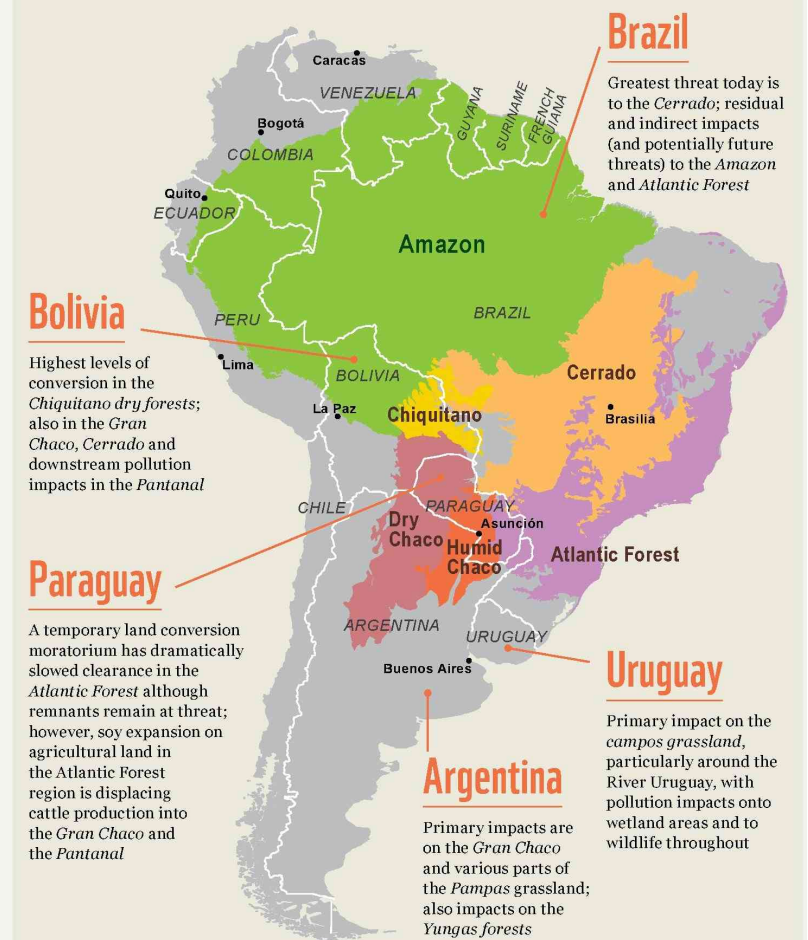 Brazil
Greatest threat today is
to the Cerrado; residual
and indirect impacts
(and potentially future
threats) to the Amazon
and Atlantic Forest
Caracas
VENEZUELA
GUYANA
SURINAME
FRENCH
GUIANA
Bogotá
COLOMBIA
Quito
ECUADOR
Amazon
BRAZIL
PERU
Lima
BOLIVIA
La Paz
Chiquitano
Cerrado
Brasilia
CHILE
PARAGUAY
Asunción
Dry
Chaco
Humid
Chaco
Atlantic Forest
ARGENTINA
URUGUAY
Buenos Aires
Bolivia
Highest levels of
conversion in the
Chiquitano dry forests;
also in the Gran
Chaco, Cerrado and
downstream pollution
impacts in the Pantanal
Paraguay
A temporary land conversion
moratorium has dramatically
slowed clearance in the
Atlantic Forest although
remnants remain at threat;
however, soy expansion on
agricultural land in
the Atlantic Forest
region is displacing
cattle production into
the Gran Chaco and
the Pantanal
Argentina
Primary impacts are
on the Gran Chaco
and various parts of
the Pampas grassland;
also impacts on the
Yungas forests
Uruguay
Primary impact on the
campos grassland,
particularly around the
River Uruguay, with
pollution impacts onto
wetland areas and to
wildlife throughout